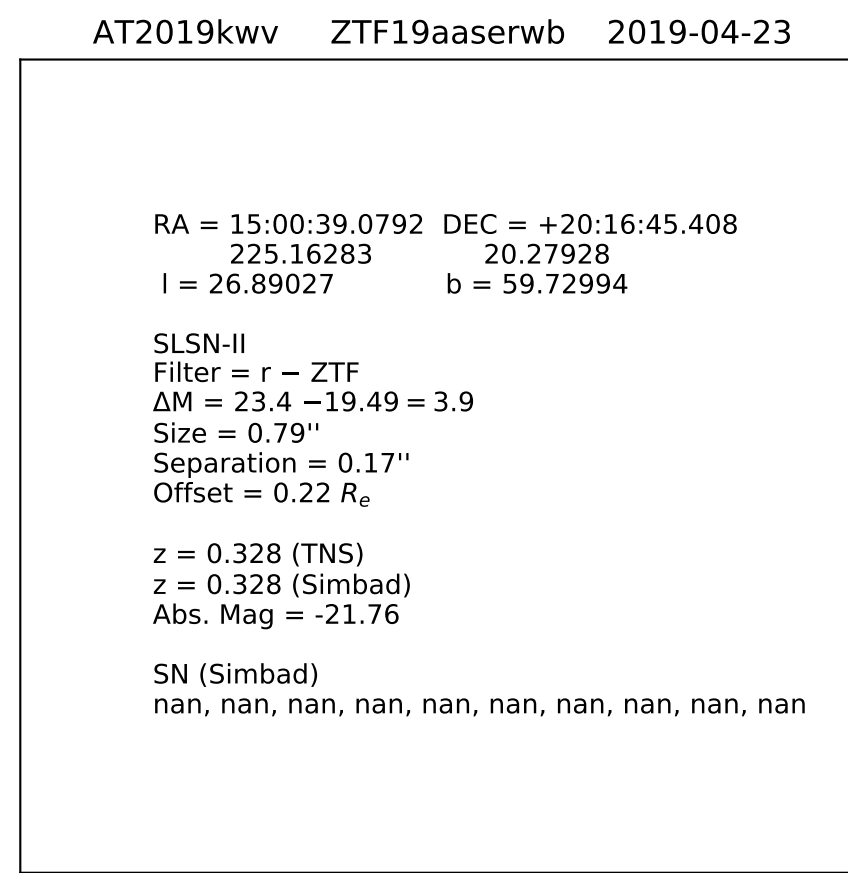 AT2019kwv ZTF19aaserwb 2019-04-23
RA = 15:00:39.0792 DEC = +20:16:45.408
225.16283 20.27928
l = 26.89027 b = 59.72994
SLSN-II
Filter = r − ZTF
ΔM = 23.4 −19.49 = 3.9
Size = 0.79''
Separation = 0.17''
Offset = 0.22 Rₑ
z = 0.328 (TNS)
z = 0.328 (Simbad)
Abs. Mag = -21.76
SN (Simbad)
nan, nan, nan, nan, nan, nan, nan, nan, nan, nan